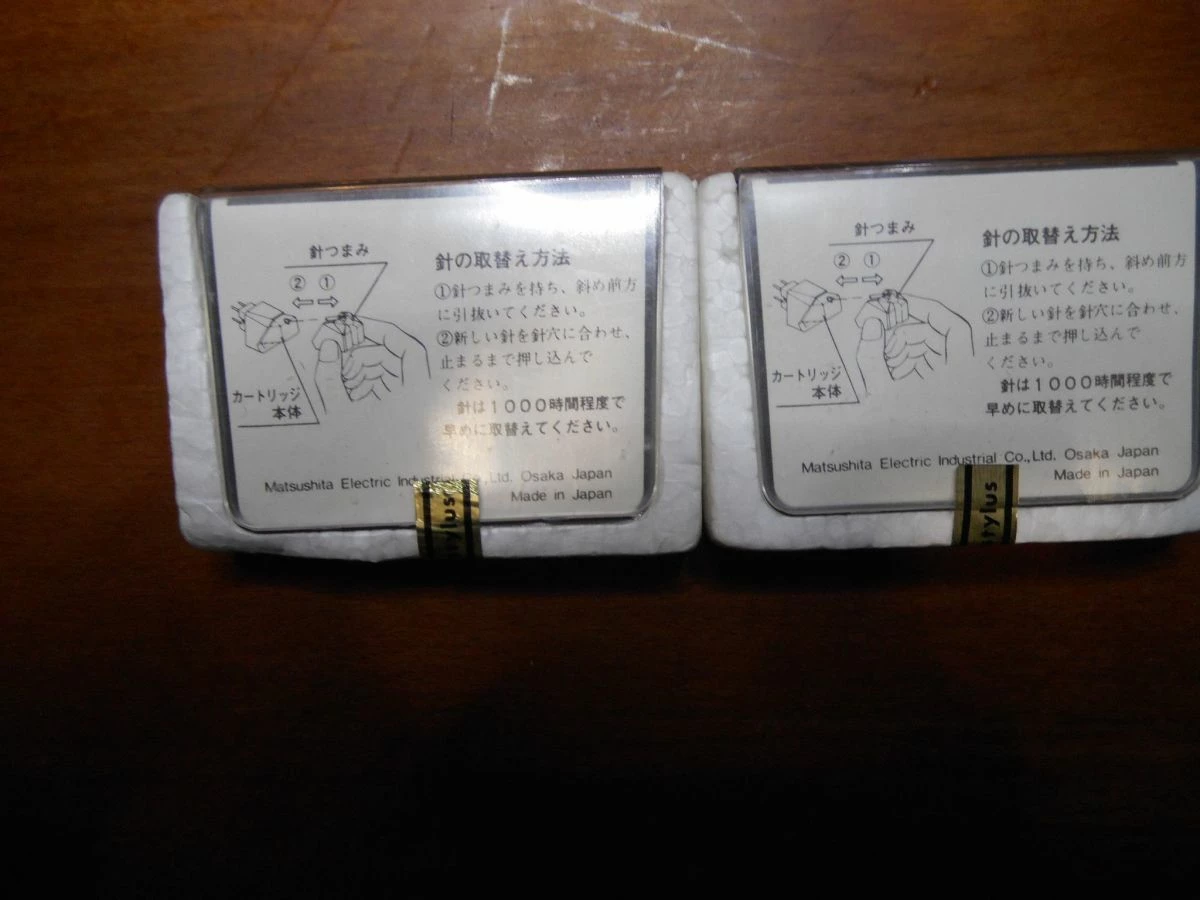 針つまみ
② ①
カートリッジ
本体
針の取替え方法
①針つまみを持ち、斜め前方
に引抜いてください。
②新しい針を針穴に合わせ、
止まるまで押し込んで
ください。
針は1000時間程度で
早めに取替えてください。
Matsushita Electric Industrial Co.,Ltd. Osaka Japan
Made in Japan
Stylus
針つまみ
② ①
カートリッジ
本体
針の取替え方法
①針つまみを持ち、斜め前方
に引抜いてください。
②新しい針を針穴に合わせ、
止まるまで押し込んで
ください。
針は1000時間程度で
早めに取替えてください。
Matsushita Electric Industrial Co.,Ltd. Osaka Japan
Made in Japan
Stylus